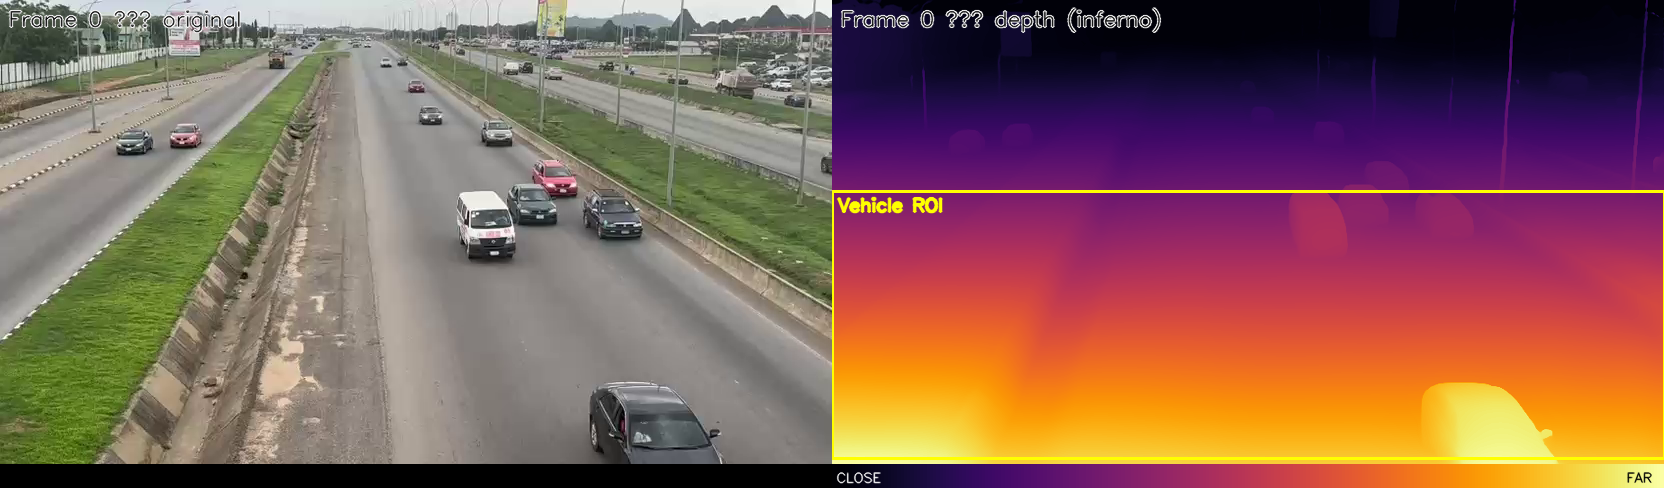 Frame 0 ??? original
Frame 0 ??? depth (inferno)
Vehicle ROI
CLOSE
FAR